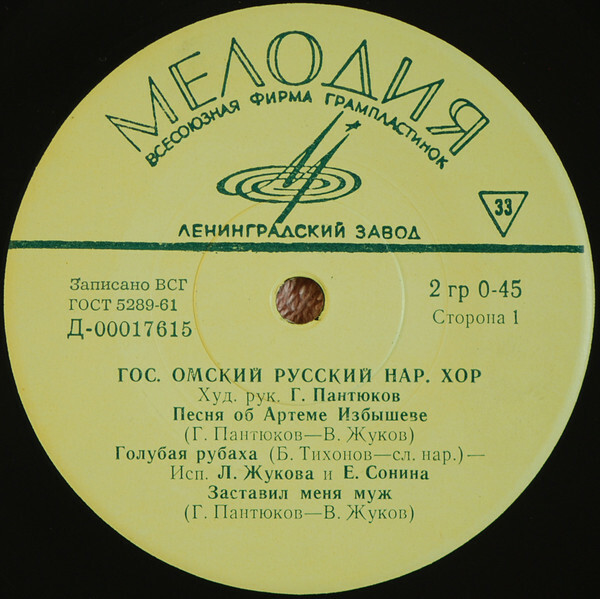 МЕЛОДИЯ
ВСЕСОЮЗНАЯ ФИРМА ГРАМПЛАСТИНОК
ЛЕНИНГРАДСКИЙ ЗАВОД
33
Записано ВСГ
ГОСТ 5289-61
Д-00017615
2 гр 0-45
Сторона 1
ГОС. ОМСКИЙ РУССКИЙ НАР. ХОР
Худ. рук. Г. Пантюков
Песня об Артеме Избышеве
(Г. Пантюков—В. Жуков)
Голубая рубаха (Б. Тихонов—сл. нар.)—
Исп. Л. Жукова и Е. Сонина
Заставил меня муж
(Г. Пантюков—В. Жуков)